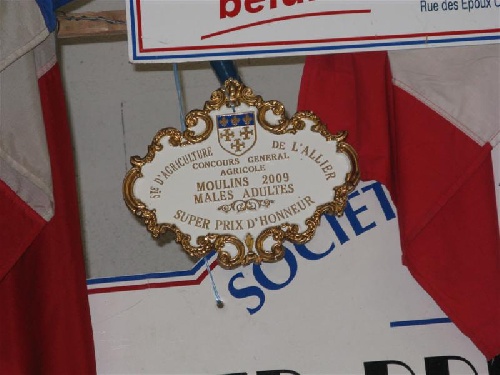 Rue des Epoux C
STÉ D'AGRICULTURE DE L'ALLIER
CONCOURS GENERAL
AGRICOLE
MOULINS 2009
MALES ADULTES
SUPER PRIX D'HONNEUR
SOCIET